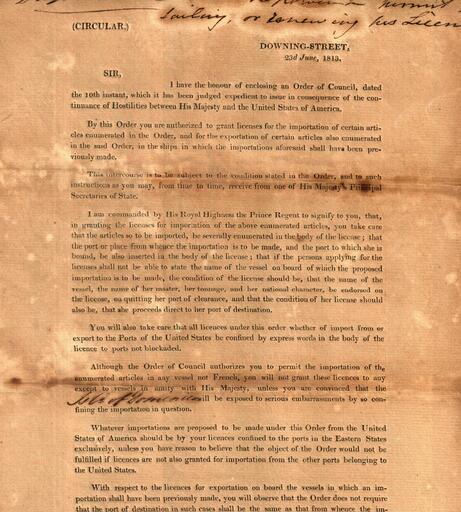 permit
sailing, or renewing his Licen
(CIRCULAR.)
DOWNING-STREET,
23d June, 1813.
SIR,
I have the honour of enclosing an Order of Council, dated
the 10th instant, which it has been judged expedient to issue in consequence of the con-
tinuance of Hostilities between His Majesty and the United States of America.
By this Order you are authorized to grant licenses for the importation of certain arti-
cles enumerated in the Order, and for the exportation of certain articles also enumerated
in the said Order, in the ships in which the importations aforesaid shall have been pre-
viously made.
This intercourse is to be subject to the condition stated in the Order, and to such
instructions as you may, from time to time, receive from one of His Majesty's Principal
Secretaries of State.
I am commanded by His Royal Highness the Prince Regent to signify to you, that,
in granting the licenses for importation of the above enumerated articles, you take care
that the articles so to be imported, be severally enumerated in the body of the license; that
the port or place from whence the importation is to be made, and the port to which she is
bound, be also inserted in the body of the license; that if the persons applying for the
licenses shall not be able to state the name of the vessel on board of which the proposed
importation is to be made, the condition of the license should be, that the name of the
vessel, the name of her master, her tonnage, and her national character, be endorsed on
the license, on quitting her port of clearance, and that the condition of her license should
also be, that she proceeds direct to her port of destination.
You will also take care that all licences under this order whether of import from or
export to the Ports of the United States be confined by express words in the body of the
licence to ports not blockaded.
Although the Order of Council authorizes you to permit the importation of the
enumerated articles in any vessel not French, you will not grant these licences to any
except to vessels in amity with His Majesty, unless you are convinced that the
Isle of Dominica will be exposed to serious embarrassments by so con-
fining the importation in question.
Whatever importations are proposed to be made under this Order from the United
States of America should be by your licences confined to the ports in the Eastern States
exclusively, unless you have reason to believe that the object of the Order would not be
fulfilled if licences are not also granted for importation from the other ports belonging to
the United States.
With respect to the licences for exportation on board the vessels in which an im-
portation shall have been previously made, you will observe that the Order does not require
that the port of destination in such cases shall be the same as that from whence the im-